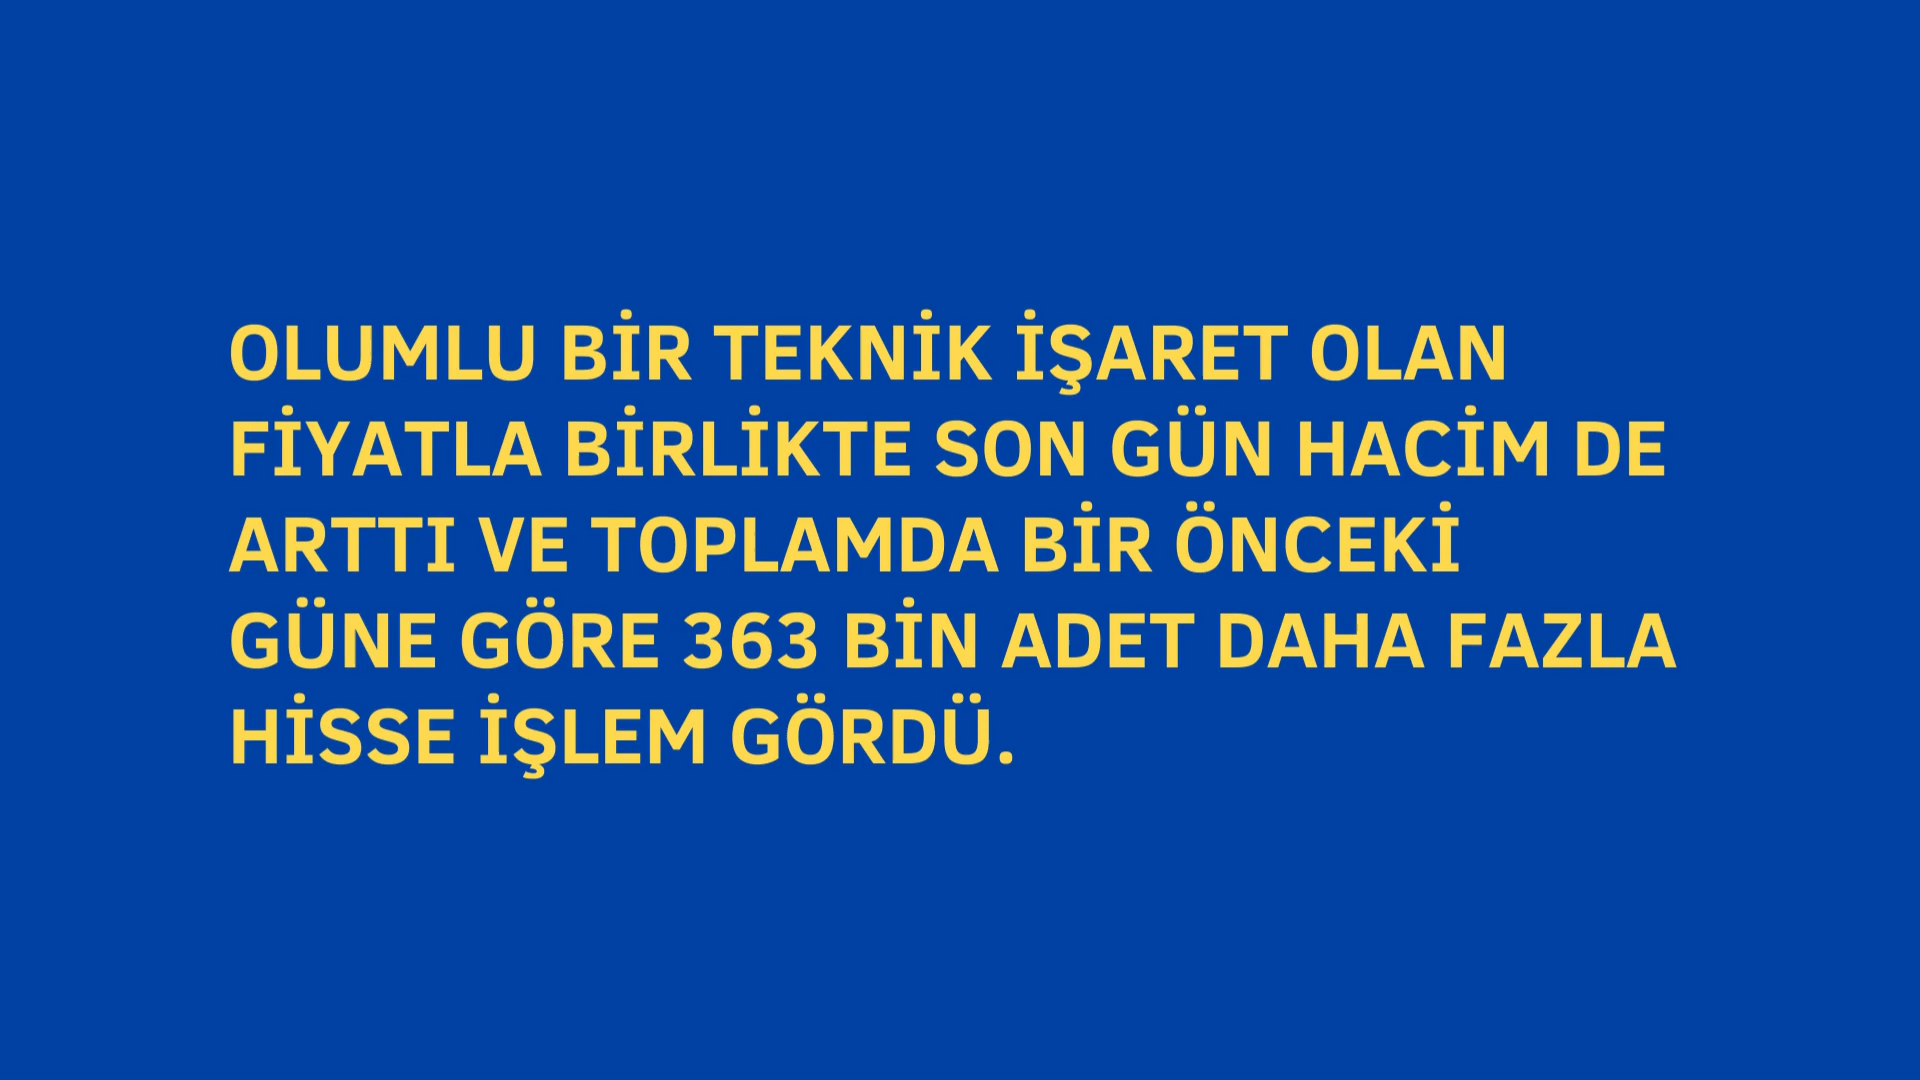 OLUMLU BİR TEKNİK İŞARET OLAN
FİYATLA BİRLİKTE SON GÜN HACİM DE
ARTTI VE TOPLAMDA BİR ÖNCEKİ
GÜNE GÖRE 363 BİN ADET DAHA FAZLA
HİSSE İŞLEM GÖRDÜ.